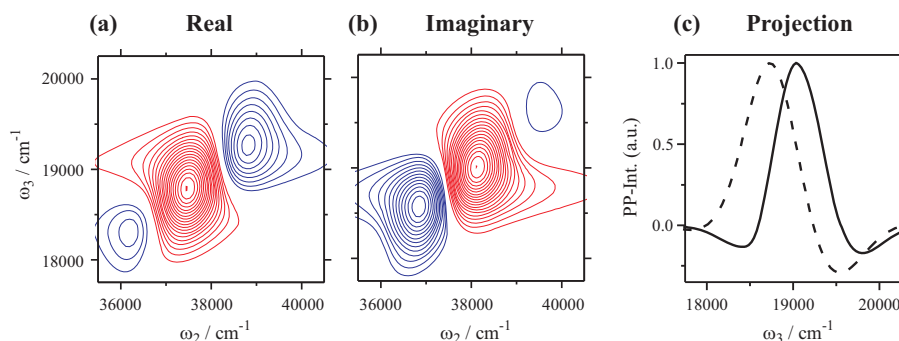 (a) Real
(b) Imaginary
(c) Projection
ω3 / cm-1
20000
19000
18000
36000 38000 40000
ω2 / cm-1
36000 38000 40000
ω2 / cm-1
PP-Int. (a.u.)
1.0
0.5
0.0
18000 19000 20000
ω3 / cm-1